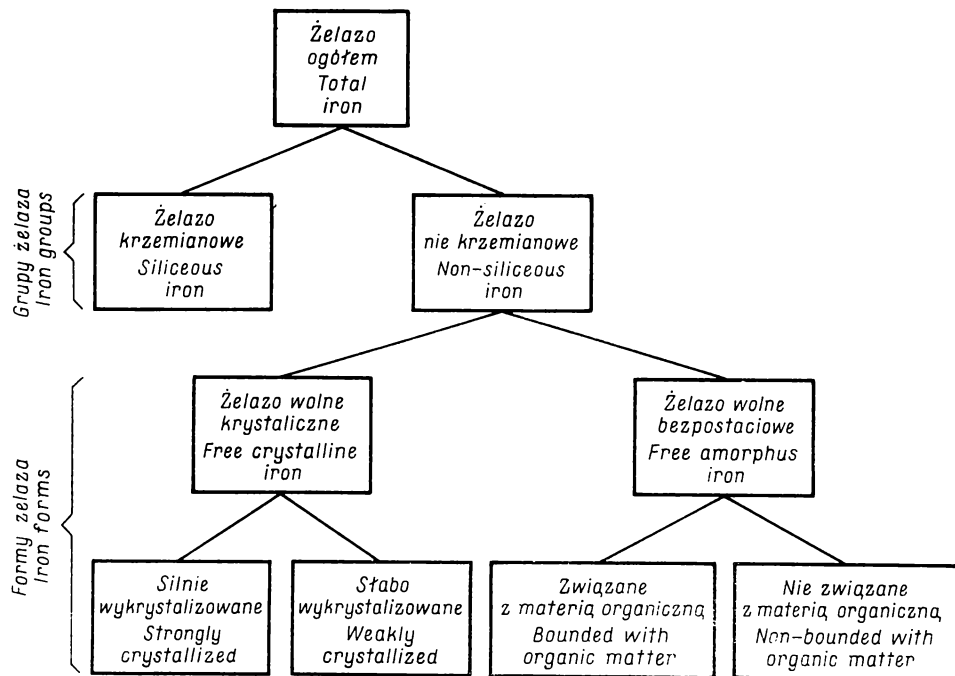 Żelazo
ogółem
Total
iron
Grupy żelaza
Iron groups
Żelazo
krzemianowe
Siliceous
iron
Żelazo
nie krzemianowe
Non-siliceous
iron
Formy żelaza
Iron forms
Żelazo wolne
krystaliczne
Free crystalline
iron
Żelazo wolne
bezpostaciowe
Free amorphus
iron
Silnie
wykrystalizowane
Strongly
crystallized
Słabo
wykrystalizowane
Weakly
crystallized
Związane
z materią organiczną
Bounded with
organic matter
Nie związane
z materią organiczną
Non-bounded with
organic matter